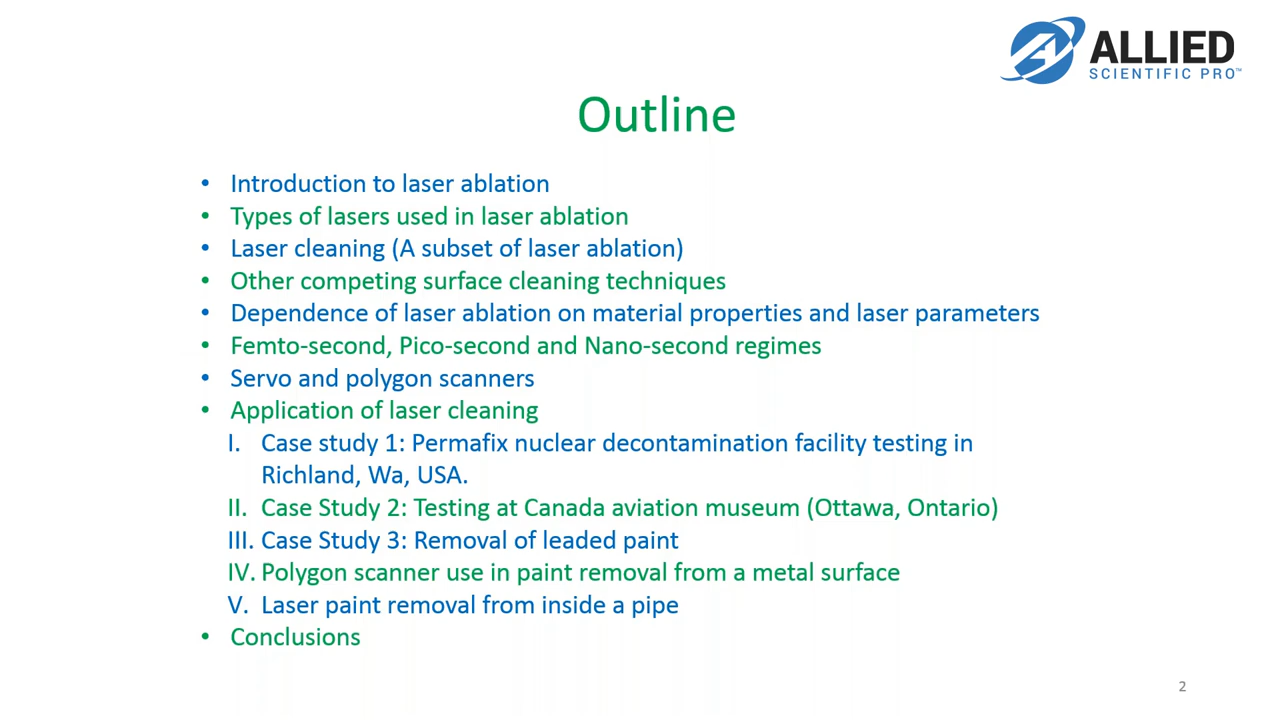 ALLIED
SCIENTIFIC PRO™
Outline
• Introduction to laser ablation
• Types of lasers used in laser ablation
• Laser cleaning (A subset of laser ablation)
• Other competing surface cleaning techniques
• Dependence of laser ablation on material properties and laser parameters
• Femto-second, Pico-second and Nano-second regimes
• Servo and polygon scanners
• Application of laser cleaning
I. Case study 1: Permafix nuclear decontamination facility testing in
Richland, Wa, USA.
II. Case Study 2: Testing at Canada aviation museum (Ottawa, Ontario)
III. Case Study 3: Removal of leaded paint
IV. Polygon scanner use in paint removal from a metal surface
V. Laser paint removal from inside a pipe
• Conclusions
2